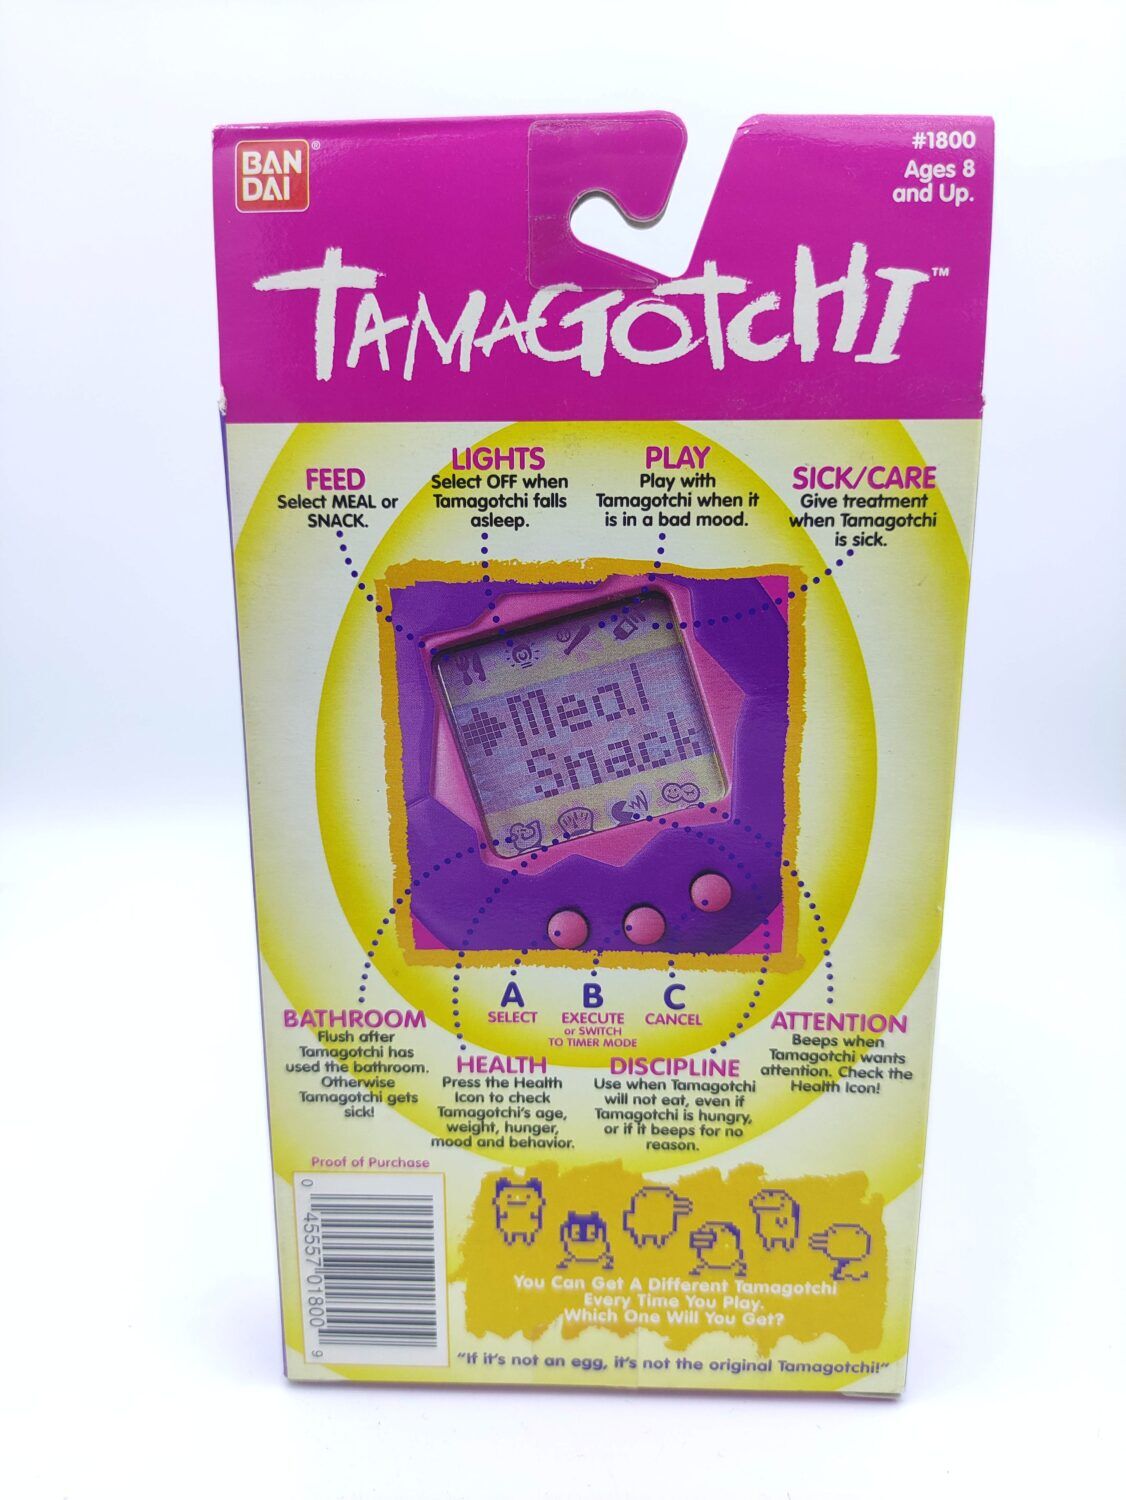 BAN
DAI
®
#1800
Ages 8
and Up.
TAMAGOTCHI™
FEED
Select MEAL or
SNACK.
LIGHTS
Select OFF when
Tamagotchi falls
asleep.
PLAY
Play with
Tamagotchi when it
is in a bad mood.
SICK/CARE
Give treatment
when Tamagotchi
is sick.
Meal
Snack
A
SELECT
B
EXECUTE
or SWITCH
TO TIMER MODE
C
CANCEL
BATHROOM
Flush after
Tamagotchi has
used the bathroom.
Otherwise
Tamagotchi gets
sick!
HEALTH
Press the Health
Icon to check
Tamagotchi's age,
weight, hunger,
mood and behavior.
DISCIPLINE
Use when Tamagotchi
will not eat, even if
Tamagotchi is hungry,
or if it beeps for no
reason.
ATTENTION
Beeps when
Tamagotchi wants
attention. Check the
Health Icon!
Proof of Purchase
0 45557 01800 9
You Can Get A Different Tamagotchi
Every Time You Play.
Which One Will You Get?
"If it's not an egg, it's not the original Tamagotchi!"